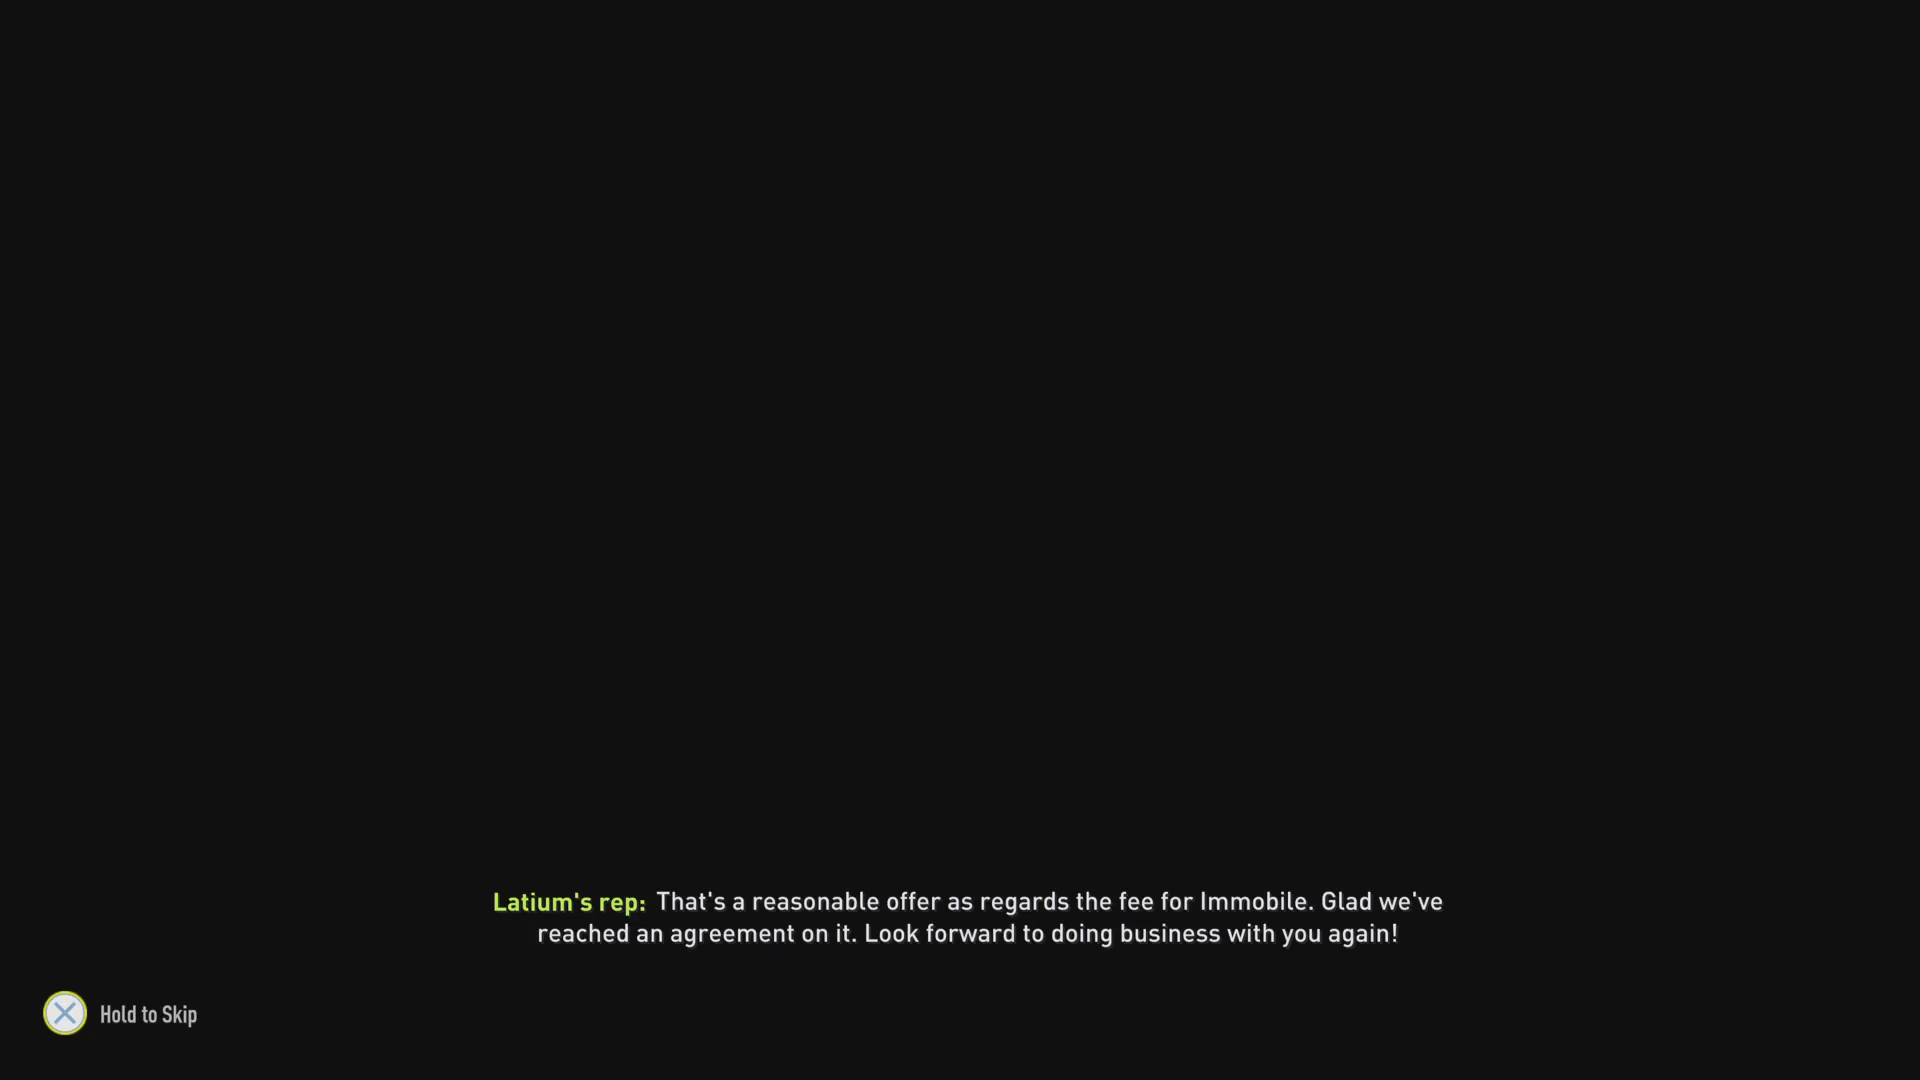 Latium's rep: That's a reasonable offer as regards the fee for Immobile. Glad we've
reached an agreement on it. Look forward to doing business with you again!
Hold to Skip